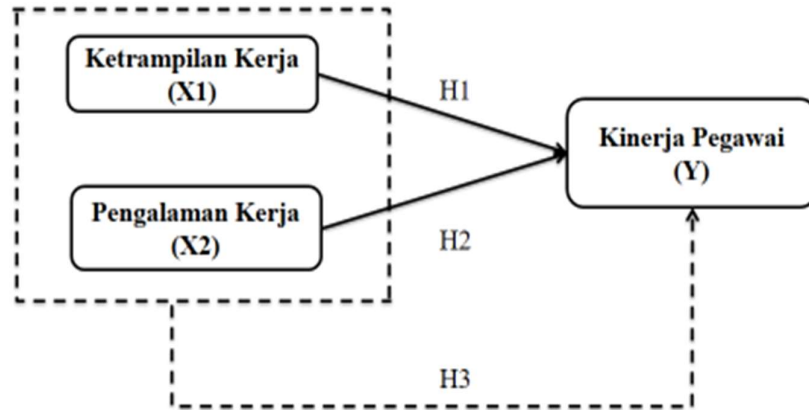 Ketrampilan Kerja
(X1)
H1
Kinerja Pegawai
(Y)
Pengalaman Kerja
(X2)
H2
H3